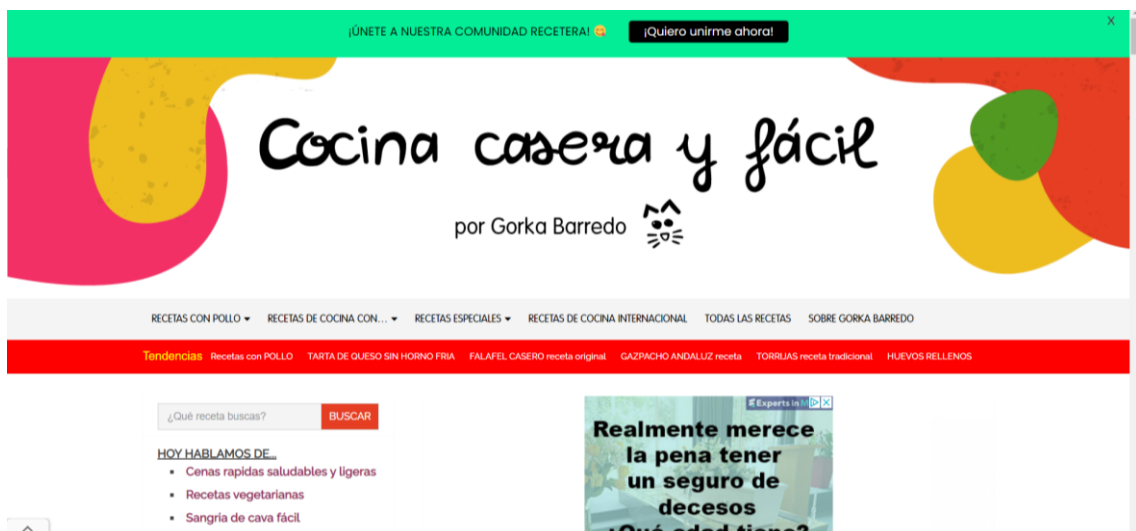 ¡ÚNETE A NUESTRA COMUNIDAD RECETERA! 😋 ¡Quiero unirme ahora! X
Cocina casera y fácil
por Gorka Barredo
RECETAS CON POLLO RECETAS DE COCINA CON... RECETAS ESPECIALES RECETAS DE COCINA INTERNACIONAL TODAS LAS RECETAS SOBRE GORKA BARREDO
Tendencias Recetas con POLLO TARTA DE QUESO SIN HORNO FRIA FALAFEL CASERO receta original GAZPACHO ANDALUZ receta TORRIJAS receta tradicional HUEVOS RELLENOS
¿Qué receta buscas? BUSCAR
HOY HABLAMOS DE...
Cenas rapidas saludables y ligeras
Recetas vegetarianas
Sangria de cava fácil
Experts in
Realmente merece
la pena tener
un seguro de
decesos
¿Qué edad tiene?